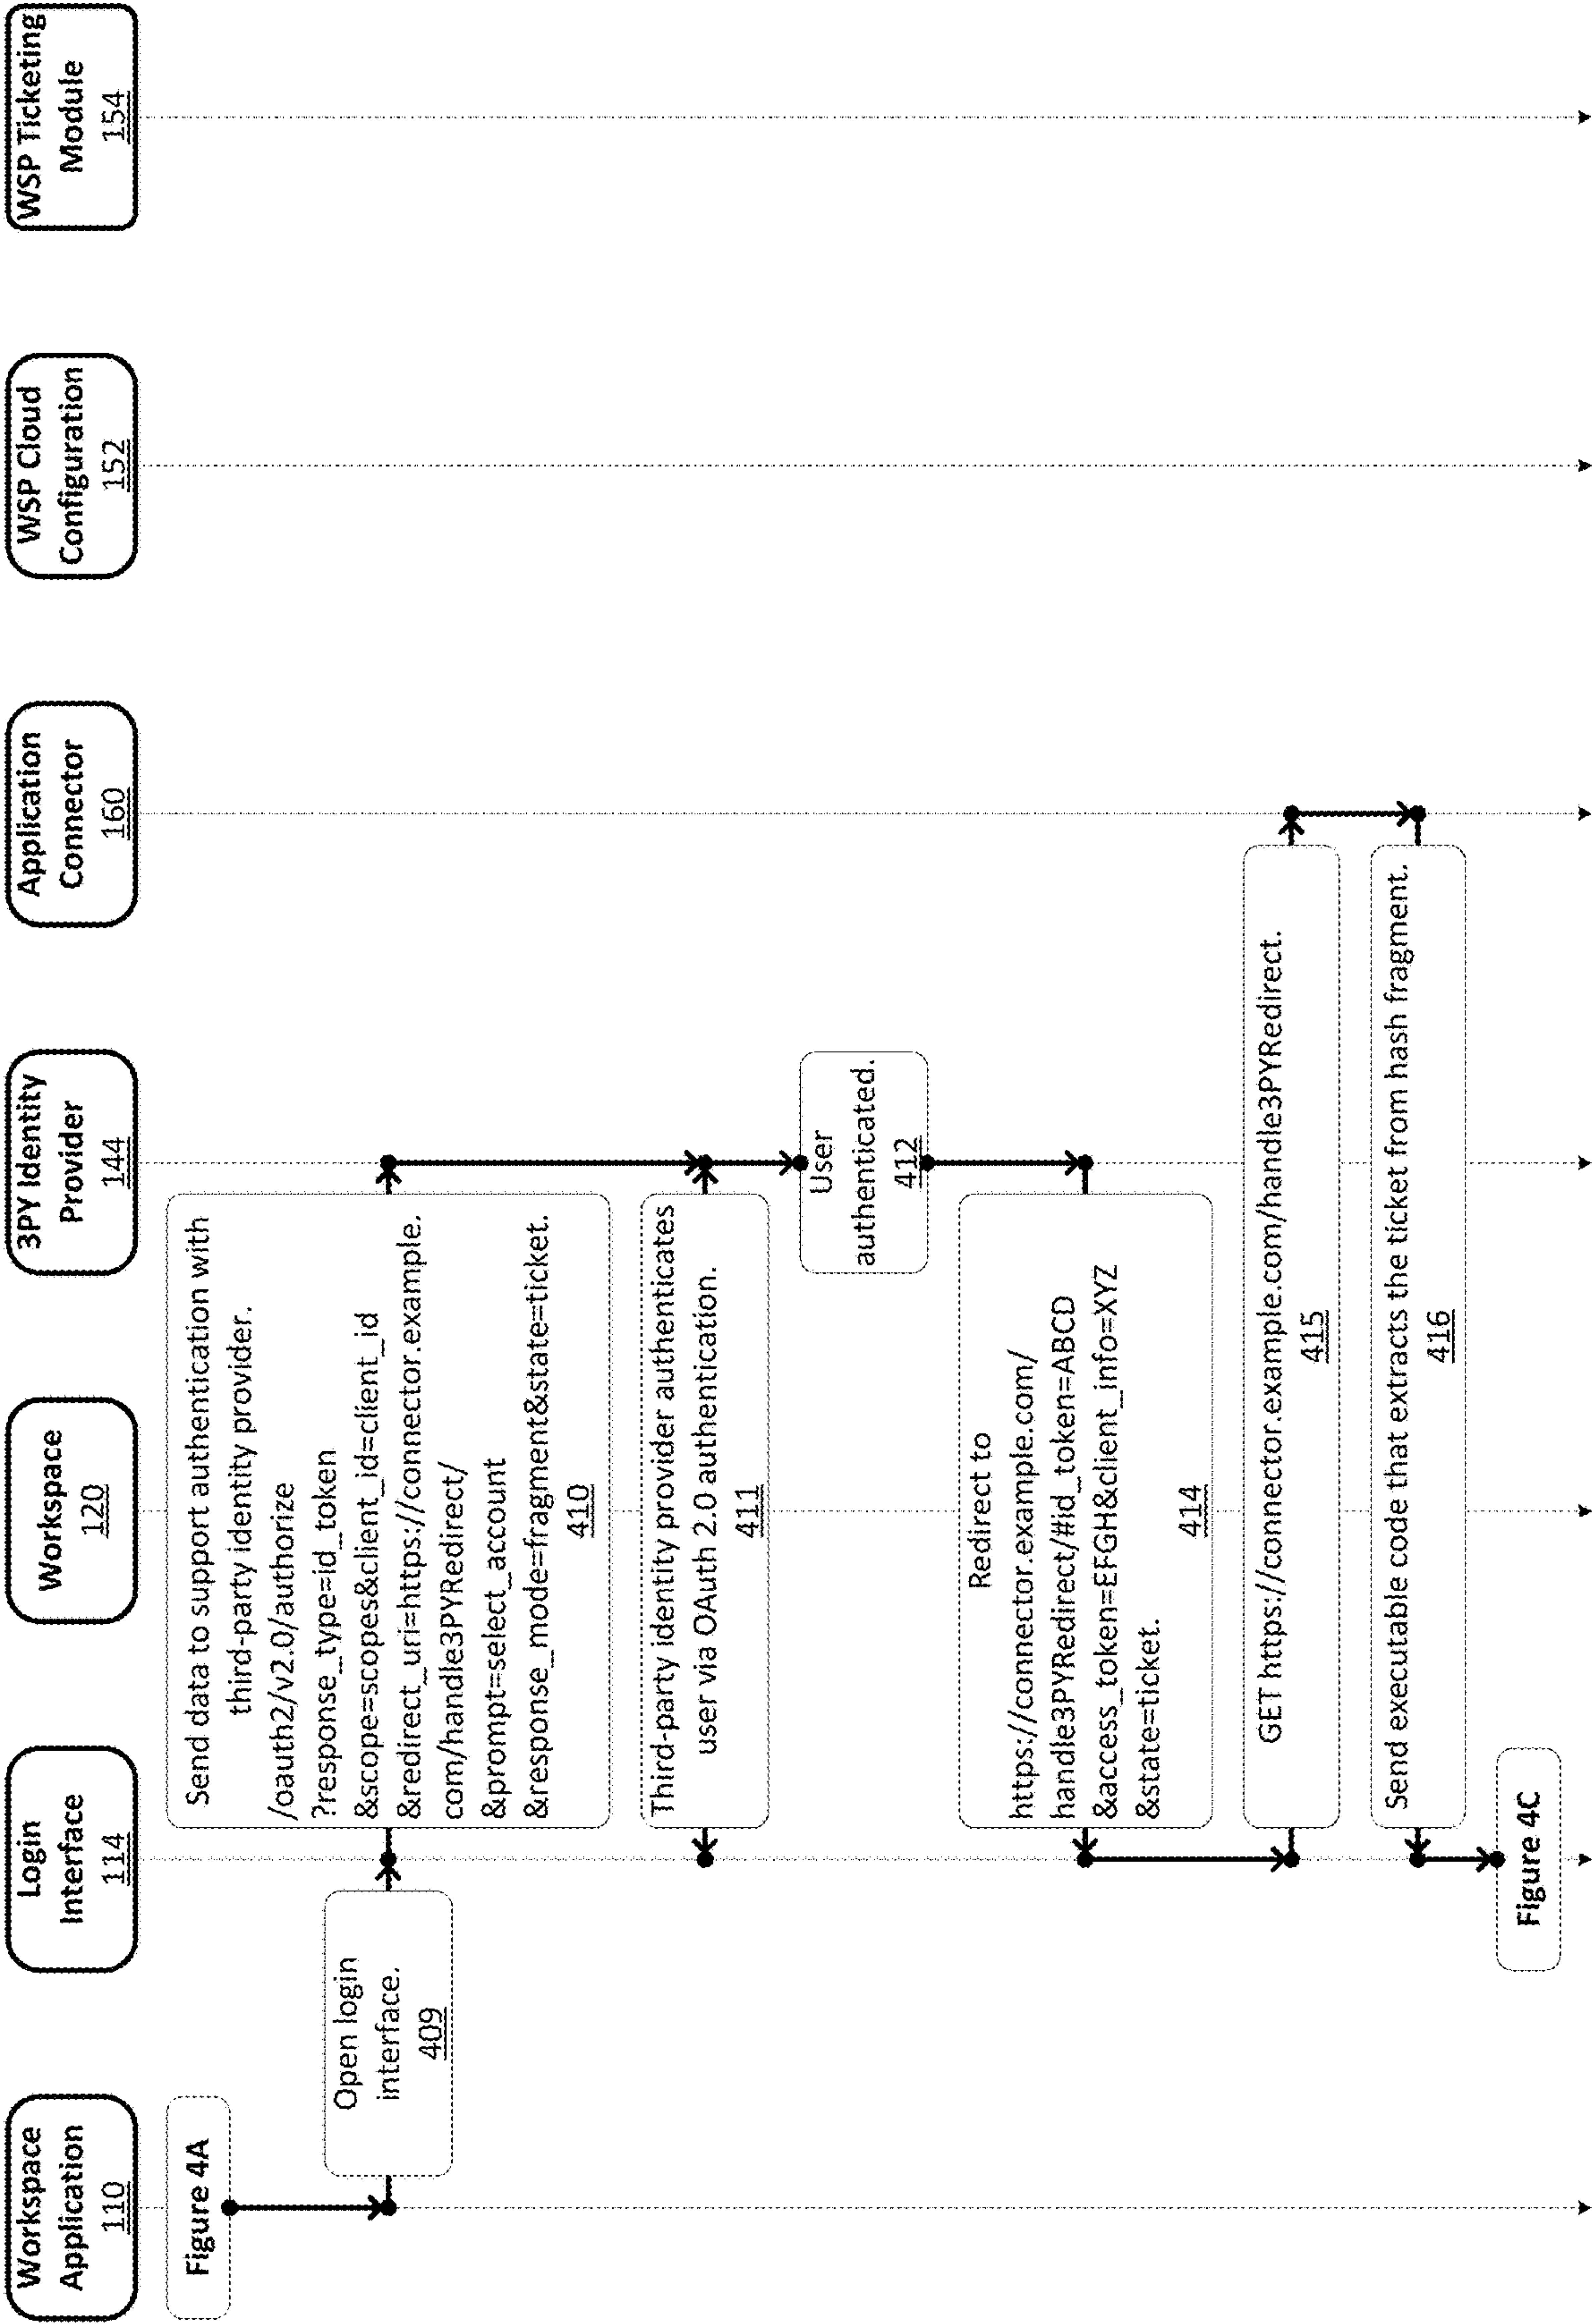 Workspace
Application
110
Login
Interface
114
Workspace
120
3PY Identity
Provider
144
Application
Connector
160
WSP Cloud
Configuration
152
WSP Ticketing
Module
154
Figure 4A
Open login
interface.
409
Send data to support authentication with
third-party identity provider.
/oauth2/v2.0/authorize
?response_type=id_token
&scope=scopes&client_id=client_id
&redirect_uri=https://connector.example.
com/handle3PYRedirect/
&prompt=select_account
&response_mode=fragment&state=ticket.
410
Third-party identity provider authenticates
user via OAuth 2.0 authentication.
411
User
authenticated.
412
Redirect to
https://connector.example.com/
handle3PYRedirect/#id_token=ABCD
&access_token=EFGH&client_info=XYZ
&state=ticket.
414
GET https://connector.example.com/handle3PYRedirect.
415
Send executable code that extracts the ticket from hash fragment.
416
Figure 4C